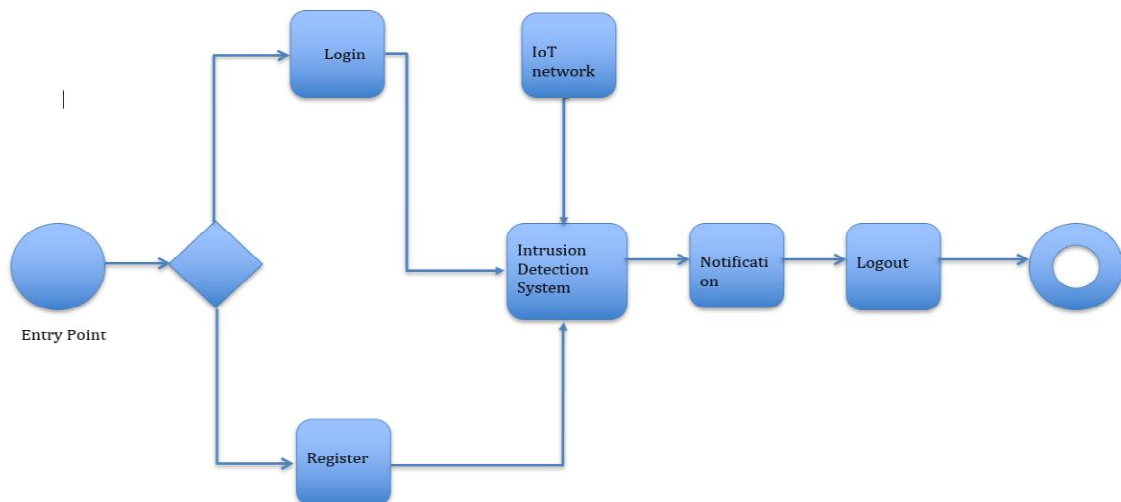 Login
IoT
network
Entry Point
Intrusion
Detection
System
Notificati
on
Logout
Register